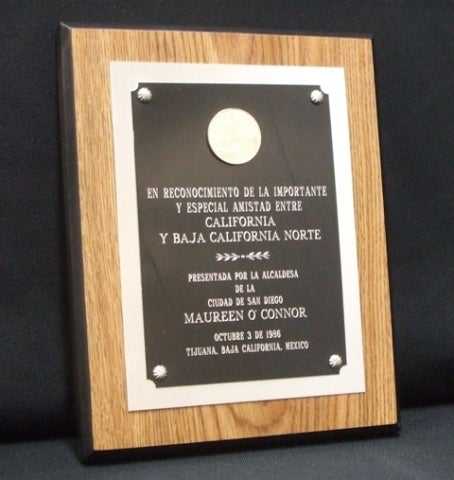 EN RECONOCIMIENTO DE LA IMPORTANTE
Y ESPECIAL AMISTAD ENTRE
CALIFORNIA
Y BAJA CALIFORNIA NORTE
PRESENTADA POR LA ALCALDESA
DE LA
CIUDAD DE SAN DIEGO
MAUREEN O'CONNOR
OCTUBRE 3 DE 1986
TIJUANA, BAJA CALIFORNIA, MEXICO